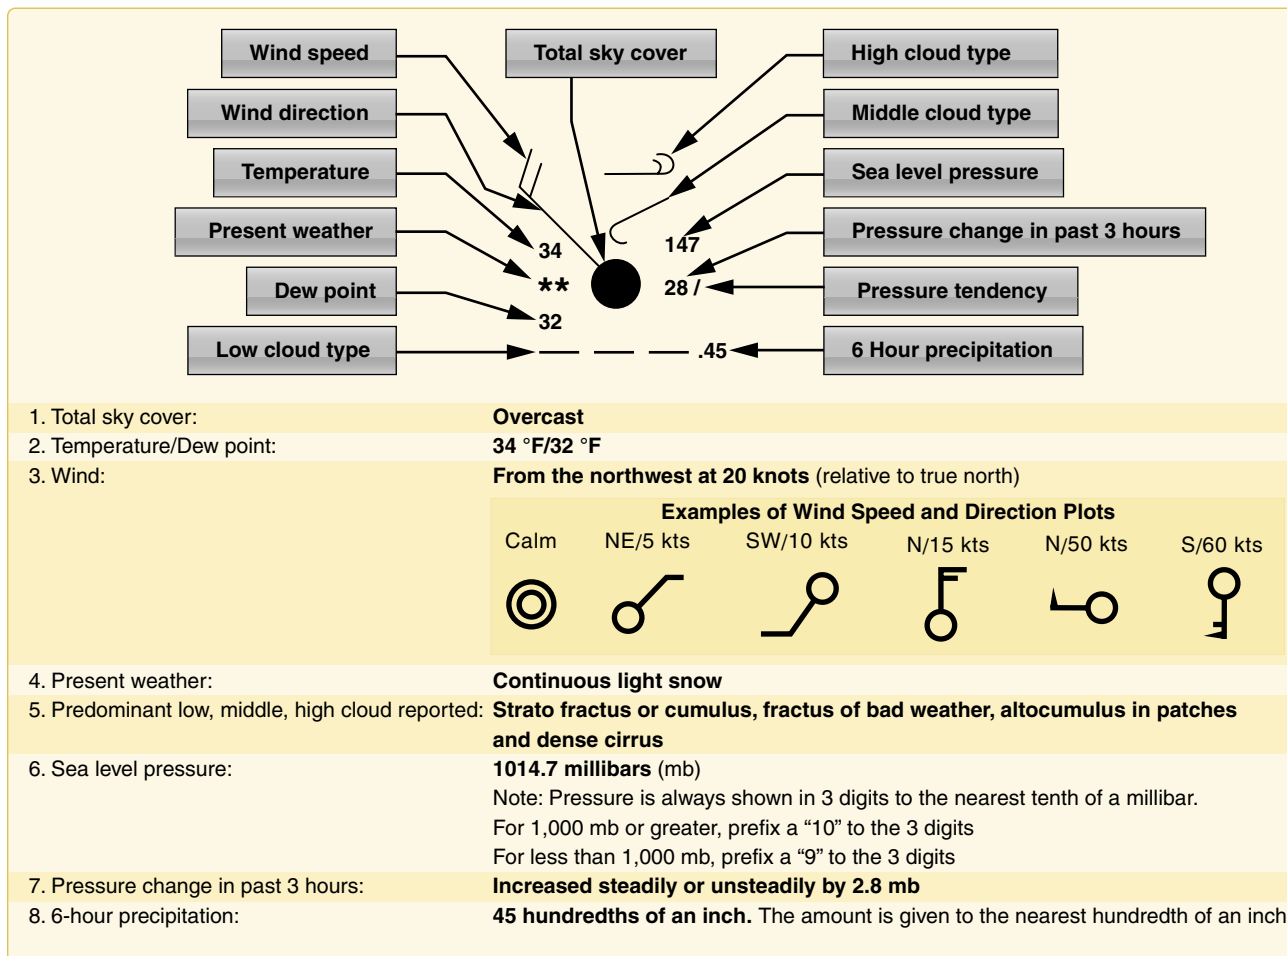 Wind speed
Total sky cover
High cloud type
Wind direction
Middle cloud type
Temperature
Sea level pressure
Present weather
34
147
Pressure change in past 3 hours
Dew point
**
28 /
Pressure tendency
32
Low cloud type
.45
6 Hour precipitation
1. Total sky cover:
Overcast
2. Temperature/Dew point:
34 °F/32 °F
3. Wind:
From the northwest at 20 knots (relative to true north)
Examples of Wind Speed and Direction Plots
Calm
NE/5 kts
SW/10 kts
N/15 kts
N/50 kts
S/60 kts
4. Present weather:
Continuous light snow
5. Predominant low, middle, high cloud reported:
Strato fractus or cumulus, fractus of bad weather, altocumulus in patches
and dense cirrus
6. Sea level pressure:
1014.7 millibars (mb)
Note: Pressure is always shown in 3 digits to the nearest tenth of a millibar.
For 1,000 mb or greater, prefix a “10” to the 3 digits
For less than 1,000 mb, prefix a “9” to the 3 digits
7. Pressure change in past 3 hours:
Increased steadily or unsteadily by 2.8 mb
8. 6-hour precipitation:
45 hundredths of an inch. The amount is given to the nearest hundredth of an inch